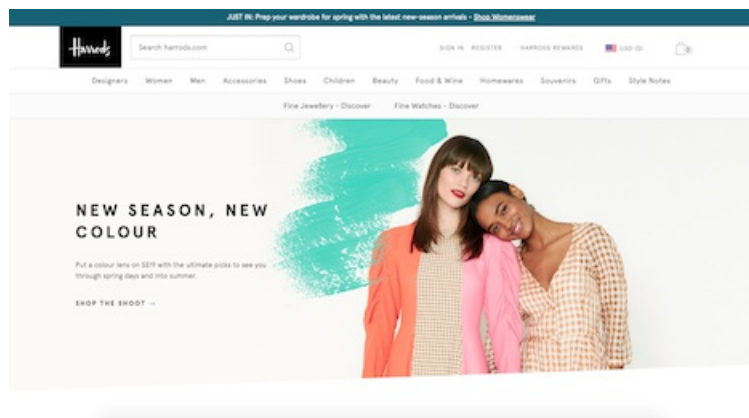 JUST IN: Prep your wardrobe for spring with the latest new-season arrivals - Shop Womenswear
Harrods
Search harrods.com
SIGN IN REGISTER HARRODS REWARDS USD ($) 0
Designers Women Men Accessories Shoes Children Beauty Food & Wine Homewares Souvenirs Gifts Style Notes
Fine Jewellery - Discover Fine Watches - Discover
NEW SEASON, NEW
COLOUR
Put a colour lens on SS19 with the ultimate picks to see you
through spring days and into summer.
SHOP THE SHOOT →